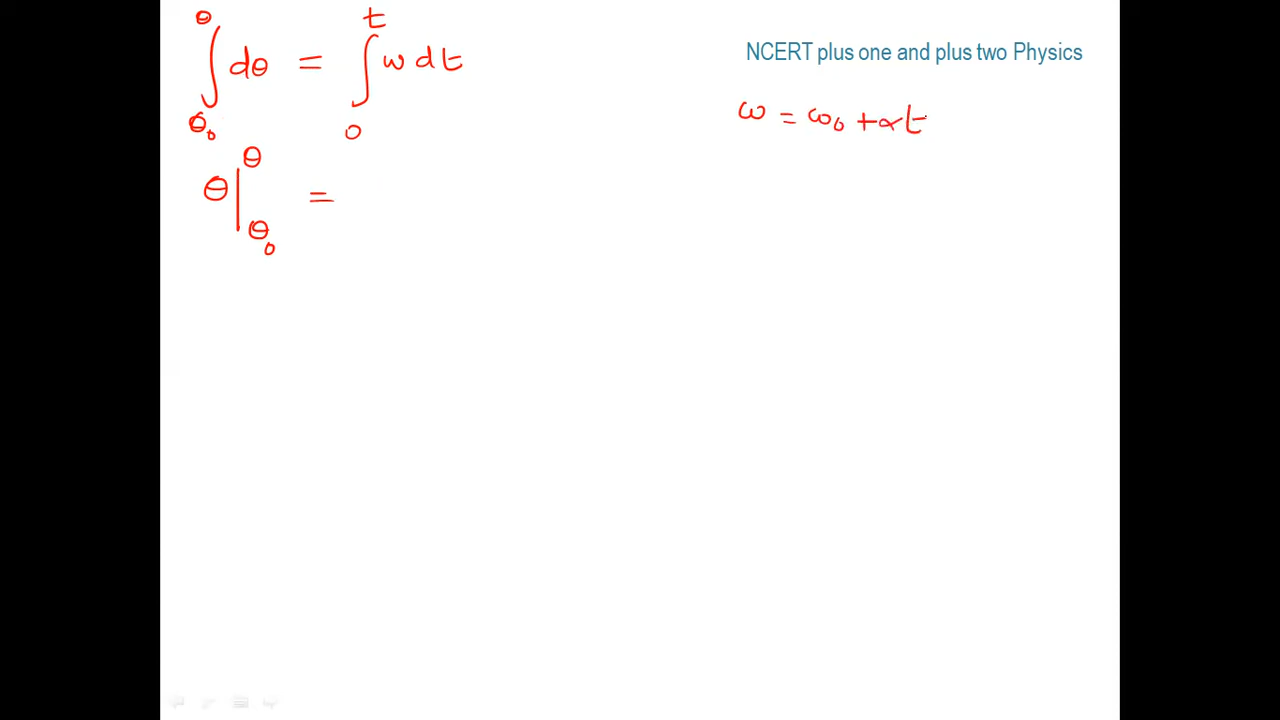 ∫_{θ₀}^{θ} dθ = ∫_{0}^{t} ω dt
NCERT plus one and plus two Physics
ω = ω₀ + αt
θ|_{θ₀}^{θ} =